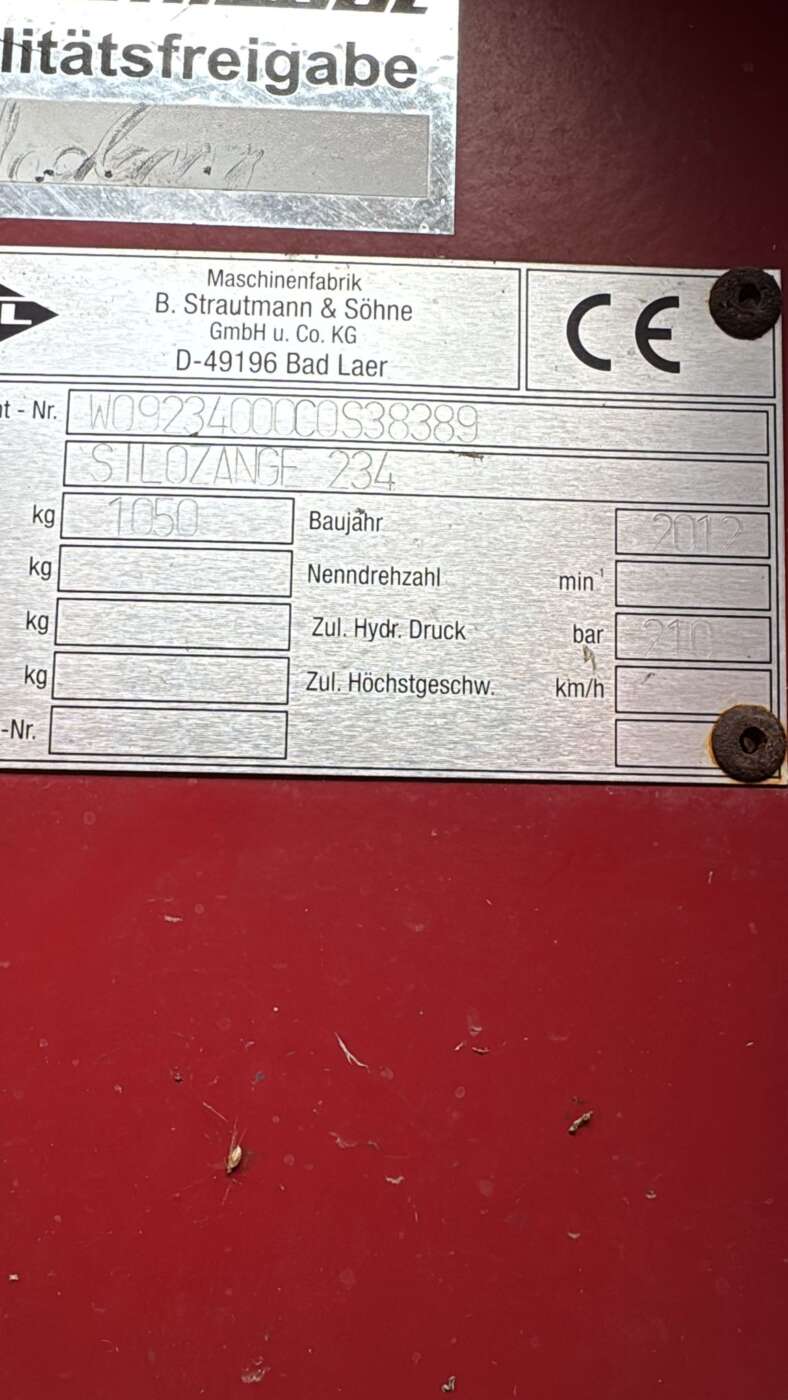 litätsfreigabe
L
Maschinenfabrik
B. Strautmann & Söhne
GmbH u. Co. KG
D-49196 Bad Laer
CE
t - Nr. W09234000C0S38389
SILOZANGE 234
kg 1050 Baujahr 2012
kg Nenndrehzahl min⁻¹
kg Zul. Hydr. Druck bar 210
kg Zul. Höchstgeschw. km/h
-Nr.